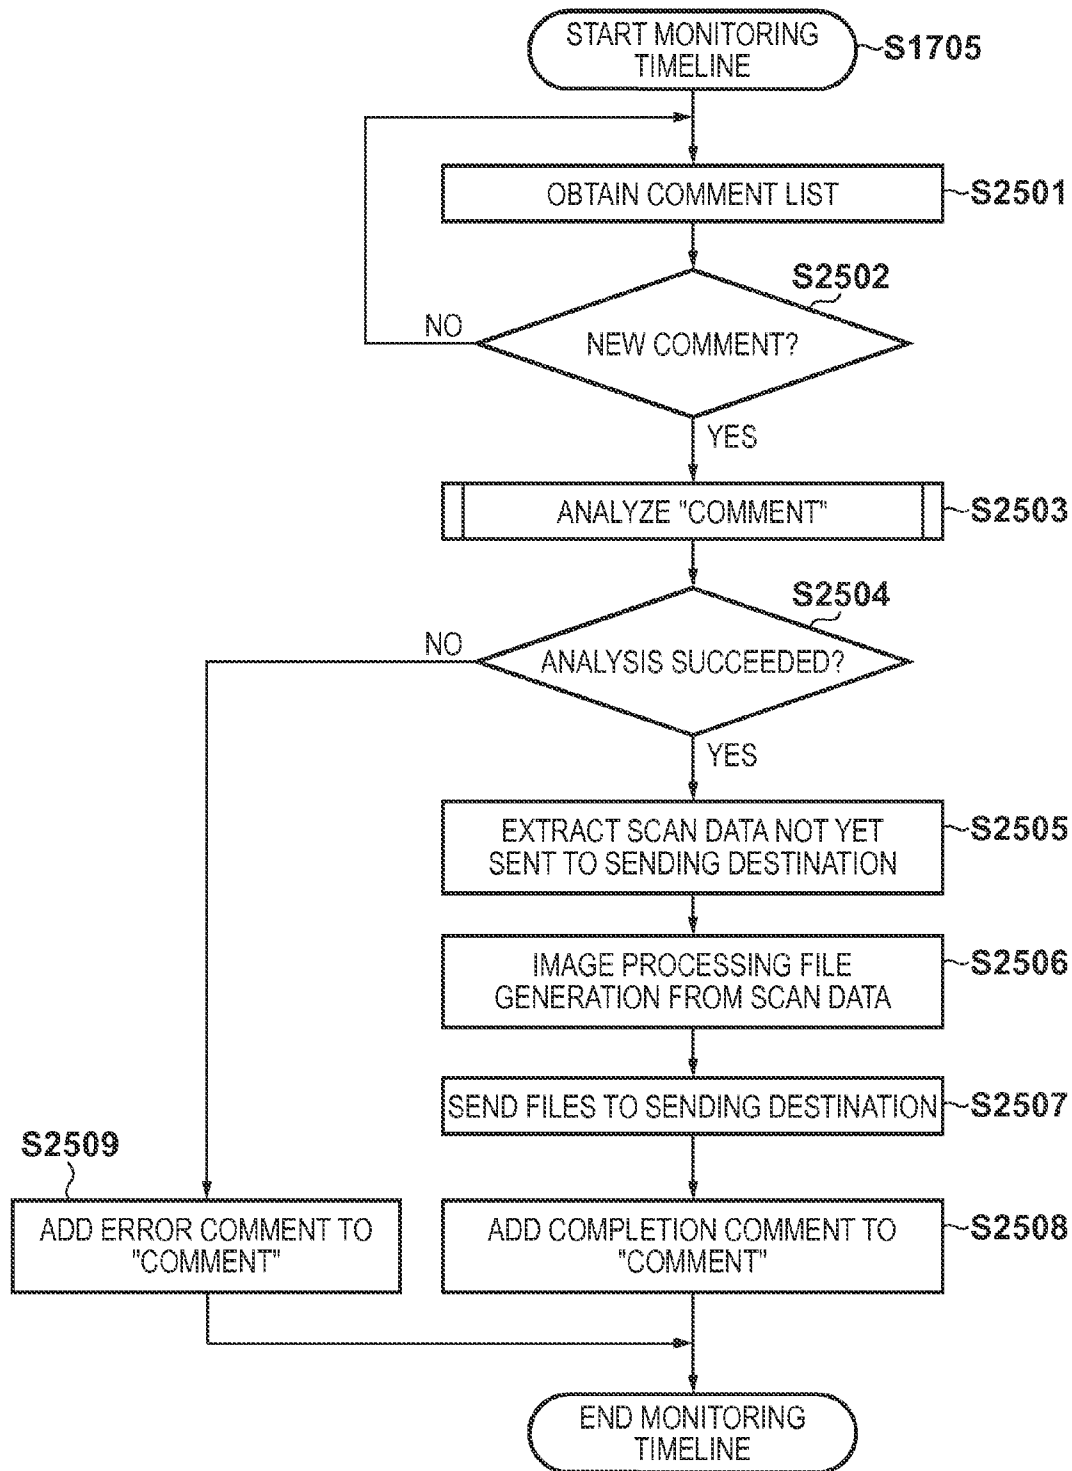 START MONITORING
TIMELINE
S1705
OBTAIN COMMENT LIST
S2501
S2502
NO
NEW COMMENT?
YES
ANALYZE "COMMENT"
S2503
S2504
NO
ANALYSIS SUCCEEDED?
YES
EXTRACT SCAN DATA NOT YET
SENT TO SENDING DESTINATION
S2505
IMAGE PROCESSING FILE
GENERATION FROM SCAN DATA
S2506
SEND FILES TO SENDING DESTINATION
S2507
S2509
ADD ERROR COMMENT TO
"COMMENT"
ADD COMPLETION COMMENT TO
"COMMENT"
S2508
END MONITORING
TIMELINE